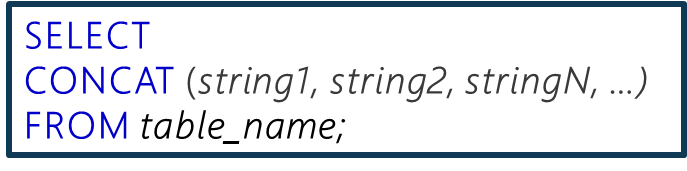 SELECT
CONCAT (string1, string2, stringN, ...)
FROM table_name;